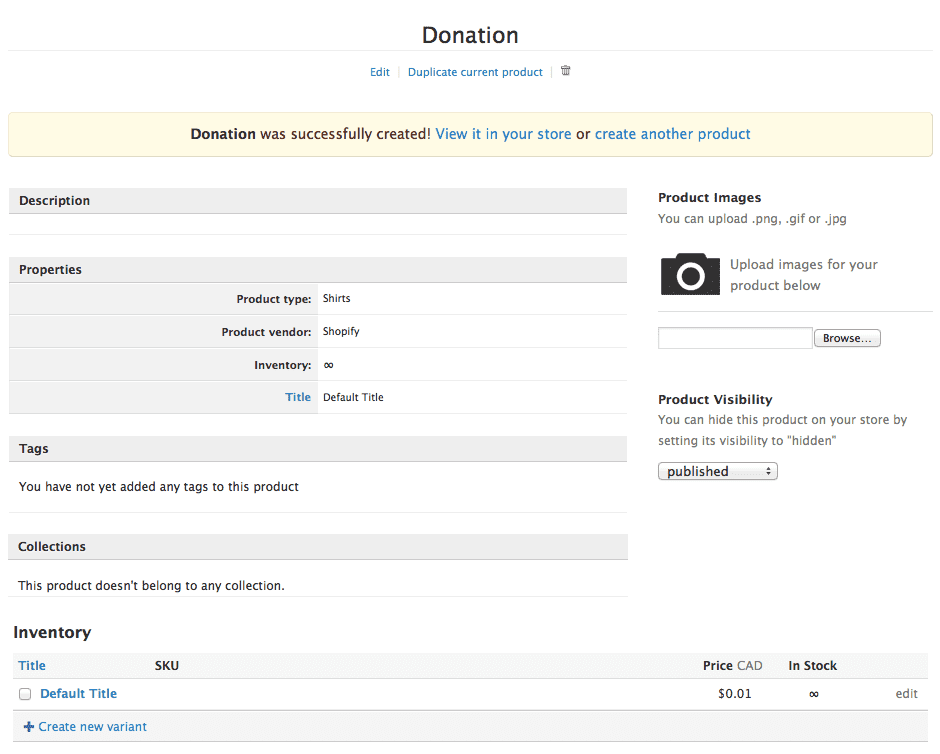 Donation
Edit | Duplicate current product |
Donation was successfully created! View it in your store or create another product
Description
Properties
Product type: Shirts
Product vendor: Shopify
Inventory: ∞
Title Default Title
Tags
You have not yet added any tags to this product
Collections
This product doesn't belong to any collection.
Product Images
You can upload .png, .gif or .jpg
Upload images for your
product below
Browse...
Product Visibility
You can hide this product on your store by
setting its visibility to "hidden"
published
Inventory
Title SKU Price CAD In Stock
Default Title $0.01 ∞ edit
Create new variant